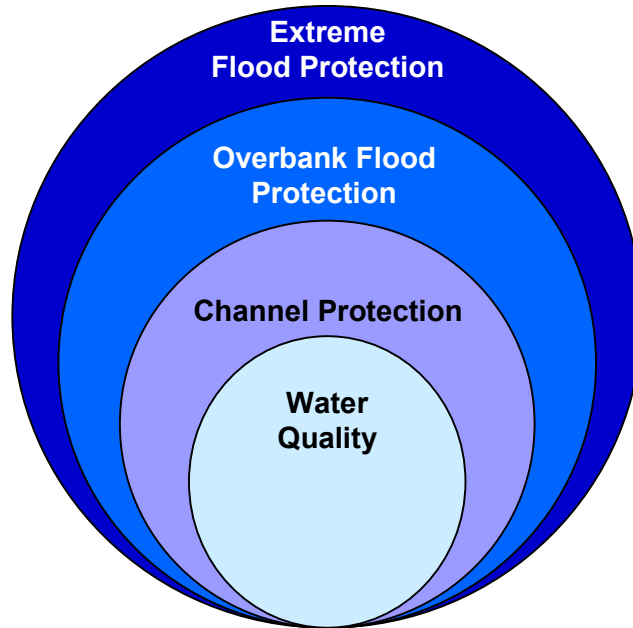 Extreme
Flood Protection
Overbank Flood
Protection
Channel Protection
Water
Quality